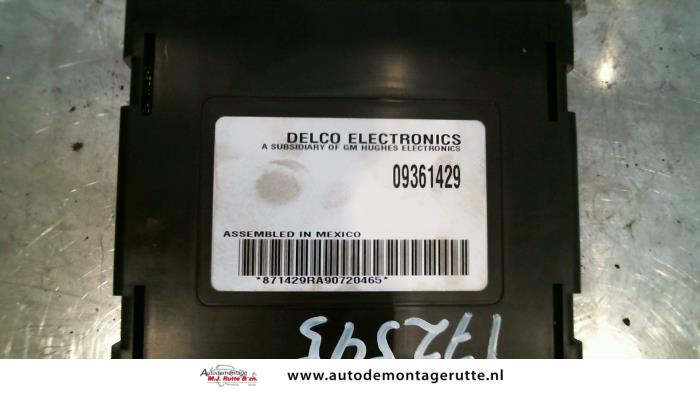 DELCO ELECTRONICS
A SUBSIDIARY OF GM HUGHES ELECTRONICS
09361429
ASSEMBLED IN MEXICO
*871429RA90720465*
Autodemontage
M.J. Rutte & zn.
www.autodemontagerutte.nl